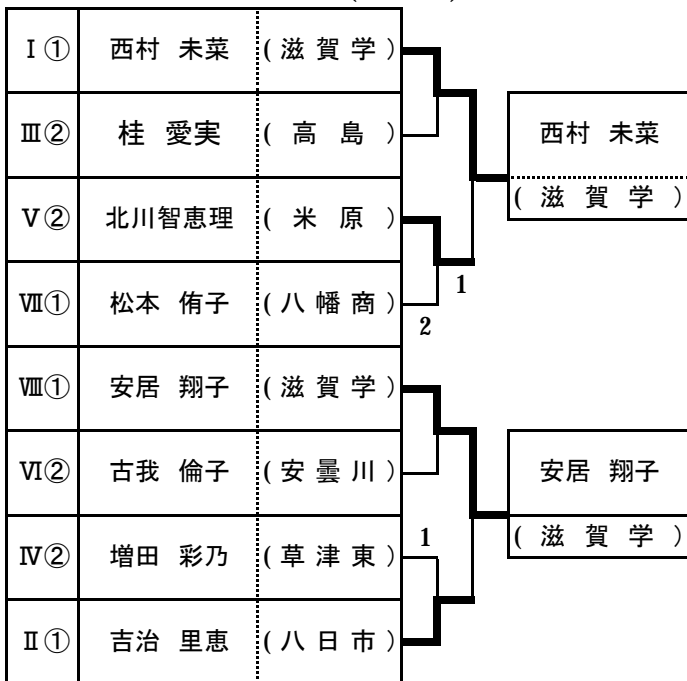 Ⅰ① 西村 未菜 (滋賀学)
Ⅲ② 桂 愛実 (高島)
Ⅴ② 北川智恵理 (米原)
Ⅶ① 松本 侑子 (八幡商)
Ⅷ① 安居 翔子 (滋賀学)
Ⅵ② 古我 倫子 (安曇川)
Ⅳ② 増田 彩乃 (草津東)
Ⅱ① 吉治 里恵 (八日市)
1
2
1
西村 未菜
(滋賀学)
安居 翔子
(滋賀学)